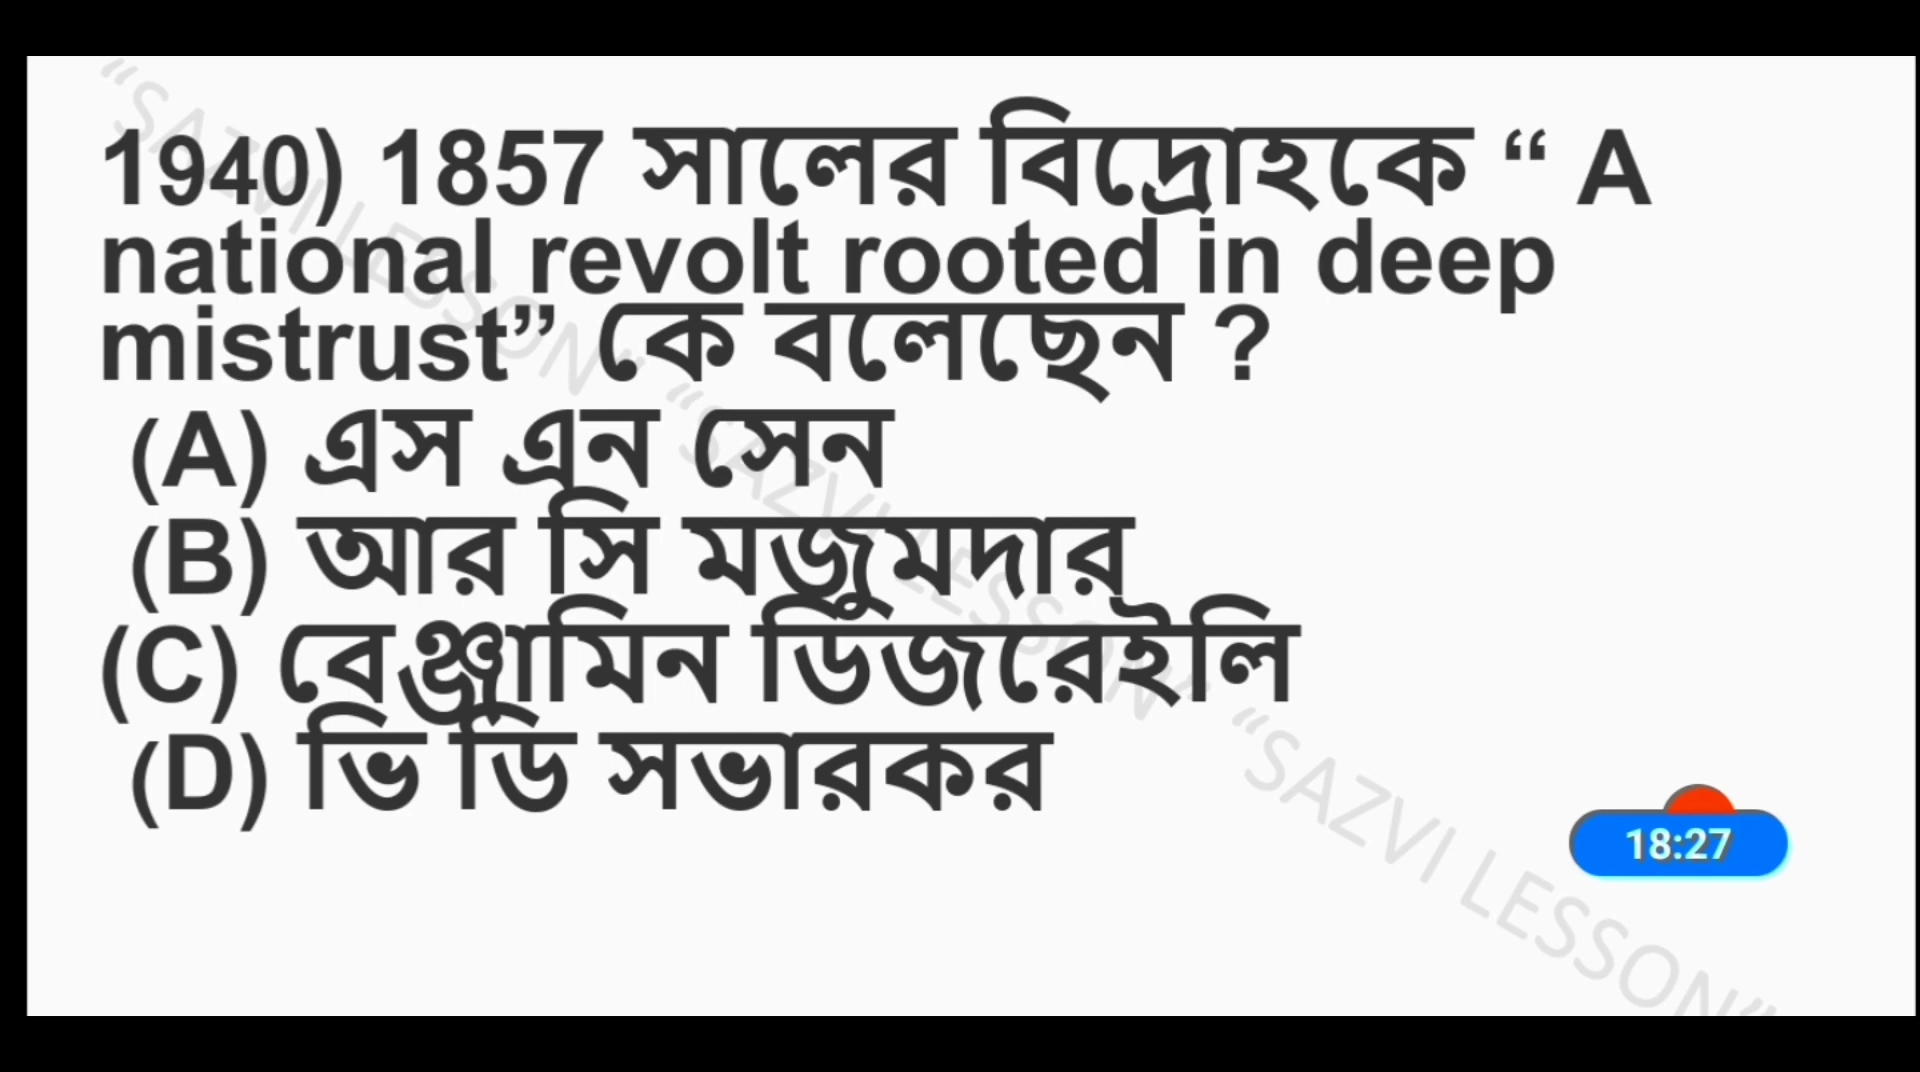 1940) 1857 সালের বিদ্রোহকে “ A
national revolt rooted in deep
mistrust” কে বলেছেন ?
(A) এস এন সেন
(B) আর সি মজুমদার
(C) বেঞ্জামিন ডিজরেইলি
(D) ভি ডি সভারকর
18:27
“SAZVI LESSON” “SAZVI LESSON” “SAZVI LESSON”